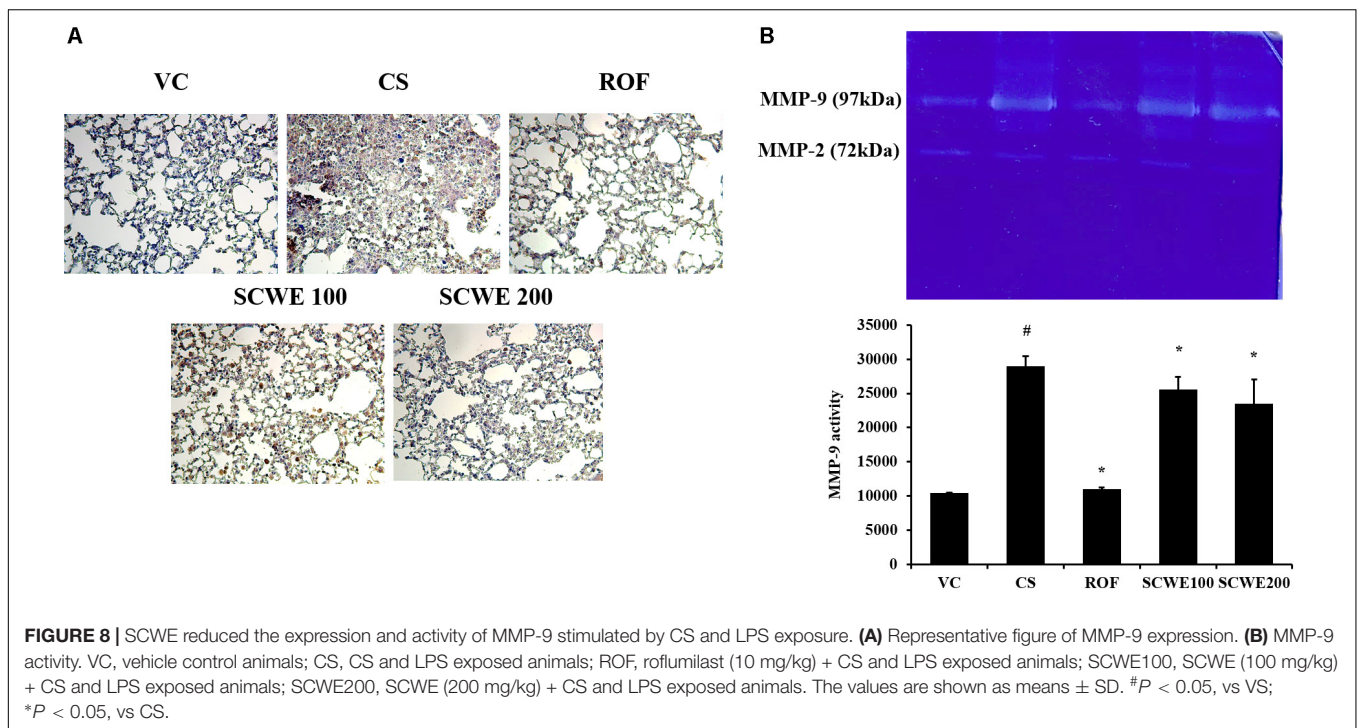 A
VC CS ROF
SCWE 100 SCWE 200
B
MMP-9 (97kDa)
MMP-2 (72kDa)
35000
30000
25000
20000
15000
10000
5000
0
MMP-9 activity
#
*
*
*
VC CS ROF SCWE100 SCWE200
FIGURE 8 | SCWE reduced the expression and activity of MMP-9 stimulated by CS and LPS exposure. (A) Representative figure of MMP-9 expression. (B) MMP-9
activity. VC, vehicle control animals; CS, CS and LPS exposed animals; ROF, roflumilast (10 mg/kg) + CS and LPS exposed animals; SCWE100, SCWE (100 mg/kg)
+ CS and LPS exposed animals; SCWE200, SCWE (200 mg/kg) + CS and LPS exposed animals. The values are shown as means ± SD. #P < 0.05, vs VS;
*P < 0.05, vs CS.